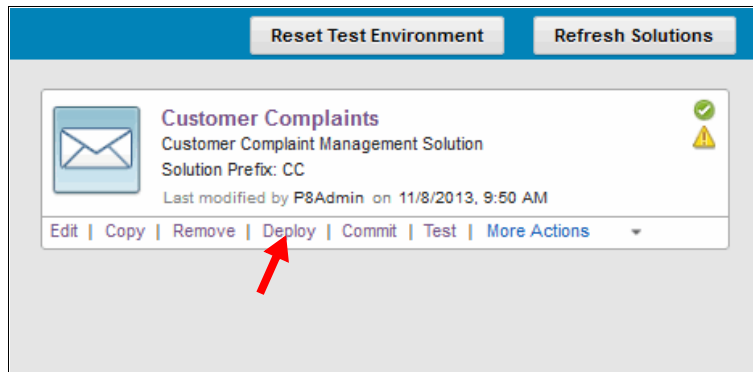 Reset Test Environment Refresh Solutions
Customer Complaints
Customer Complaint Management Solution
Solution Prefix: CC
Last modified by P8Admin on 11/8/2013, 9:50 AM
Edit | Copy | Remove | Deploy | Commit | Test | More Actions